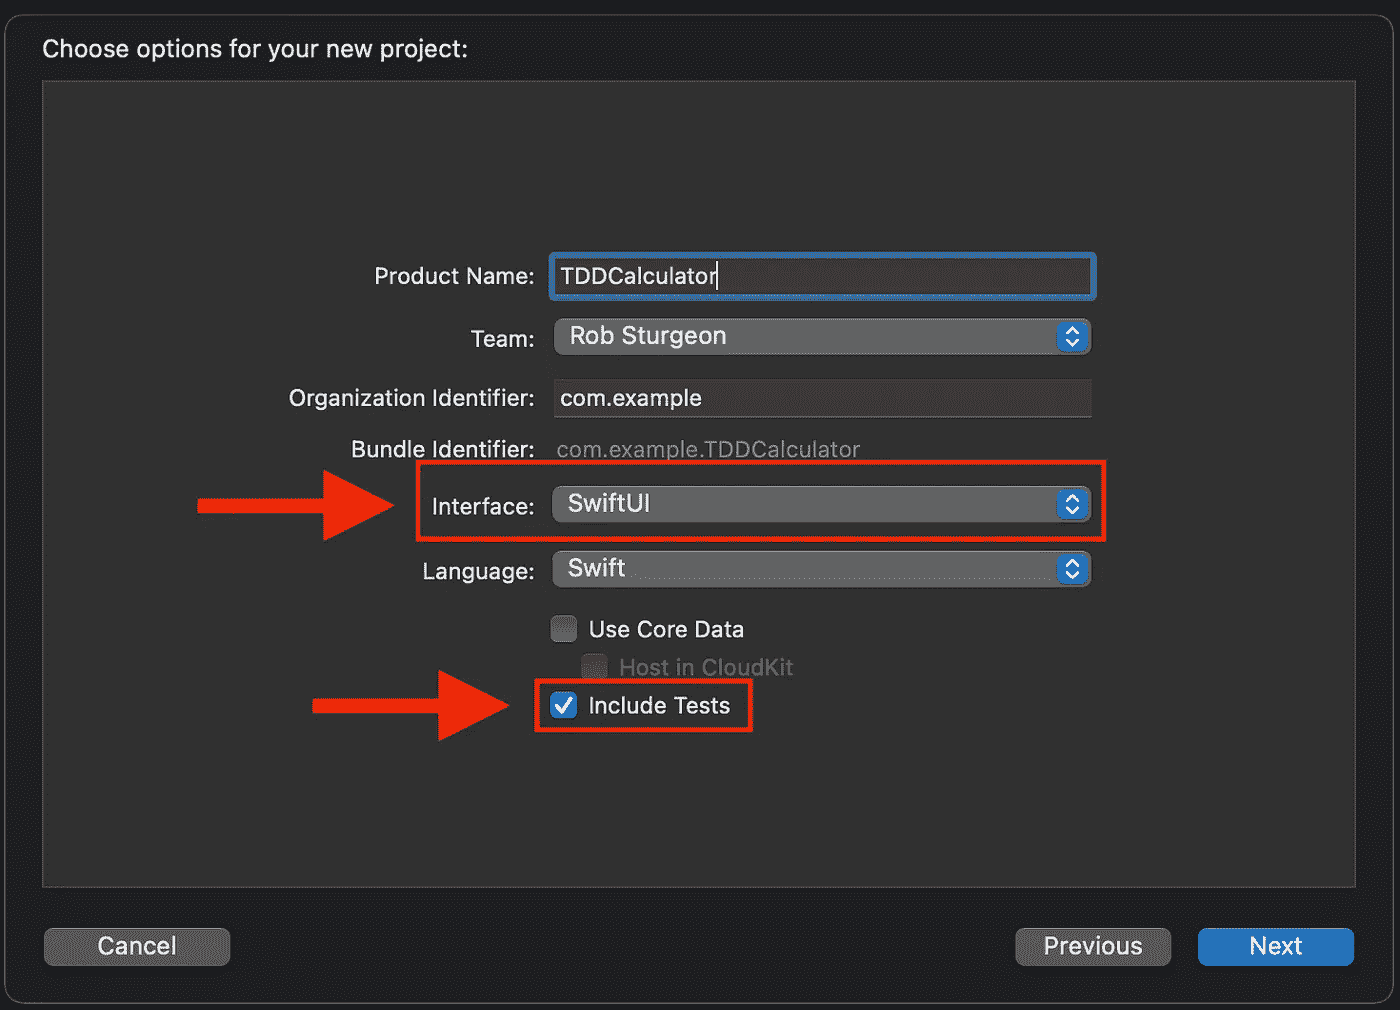 Choose options for your new project:
Product Name: TDDCalculator
Team: Rob Sturgeon
Organization Identifier: com.example
Bundle Identifier: com.example.TDDCalculator
Interface: SwiftUI
Language: Swift
Use Core Data
Host in CloudKit
Include Tests
Cancel Previous Next